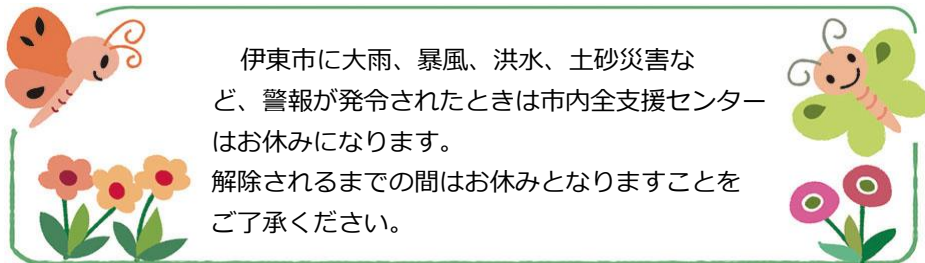 伊東市に大雨、暴風、洪水、土砂災害な
ど、警報が発令されたときは市内全支援センター
はお休みになります。
解除されるまでの間はお休みとなりますことを
ご了承ください。